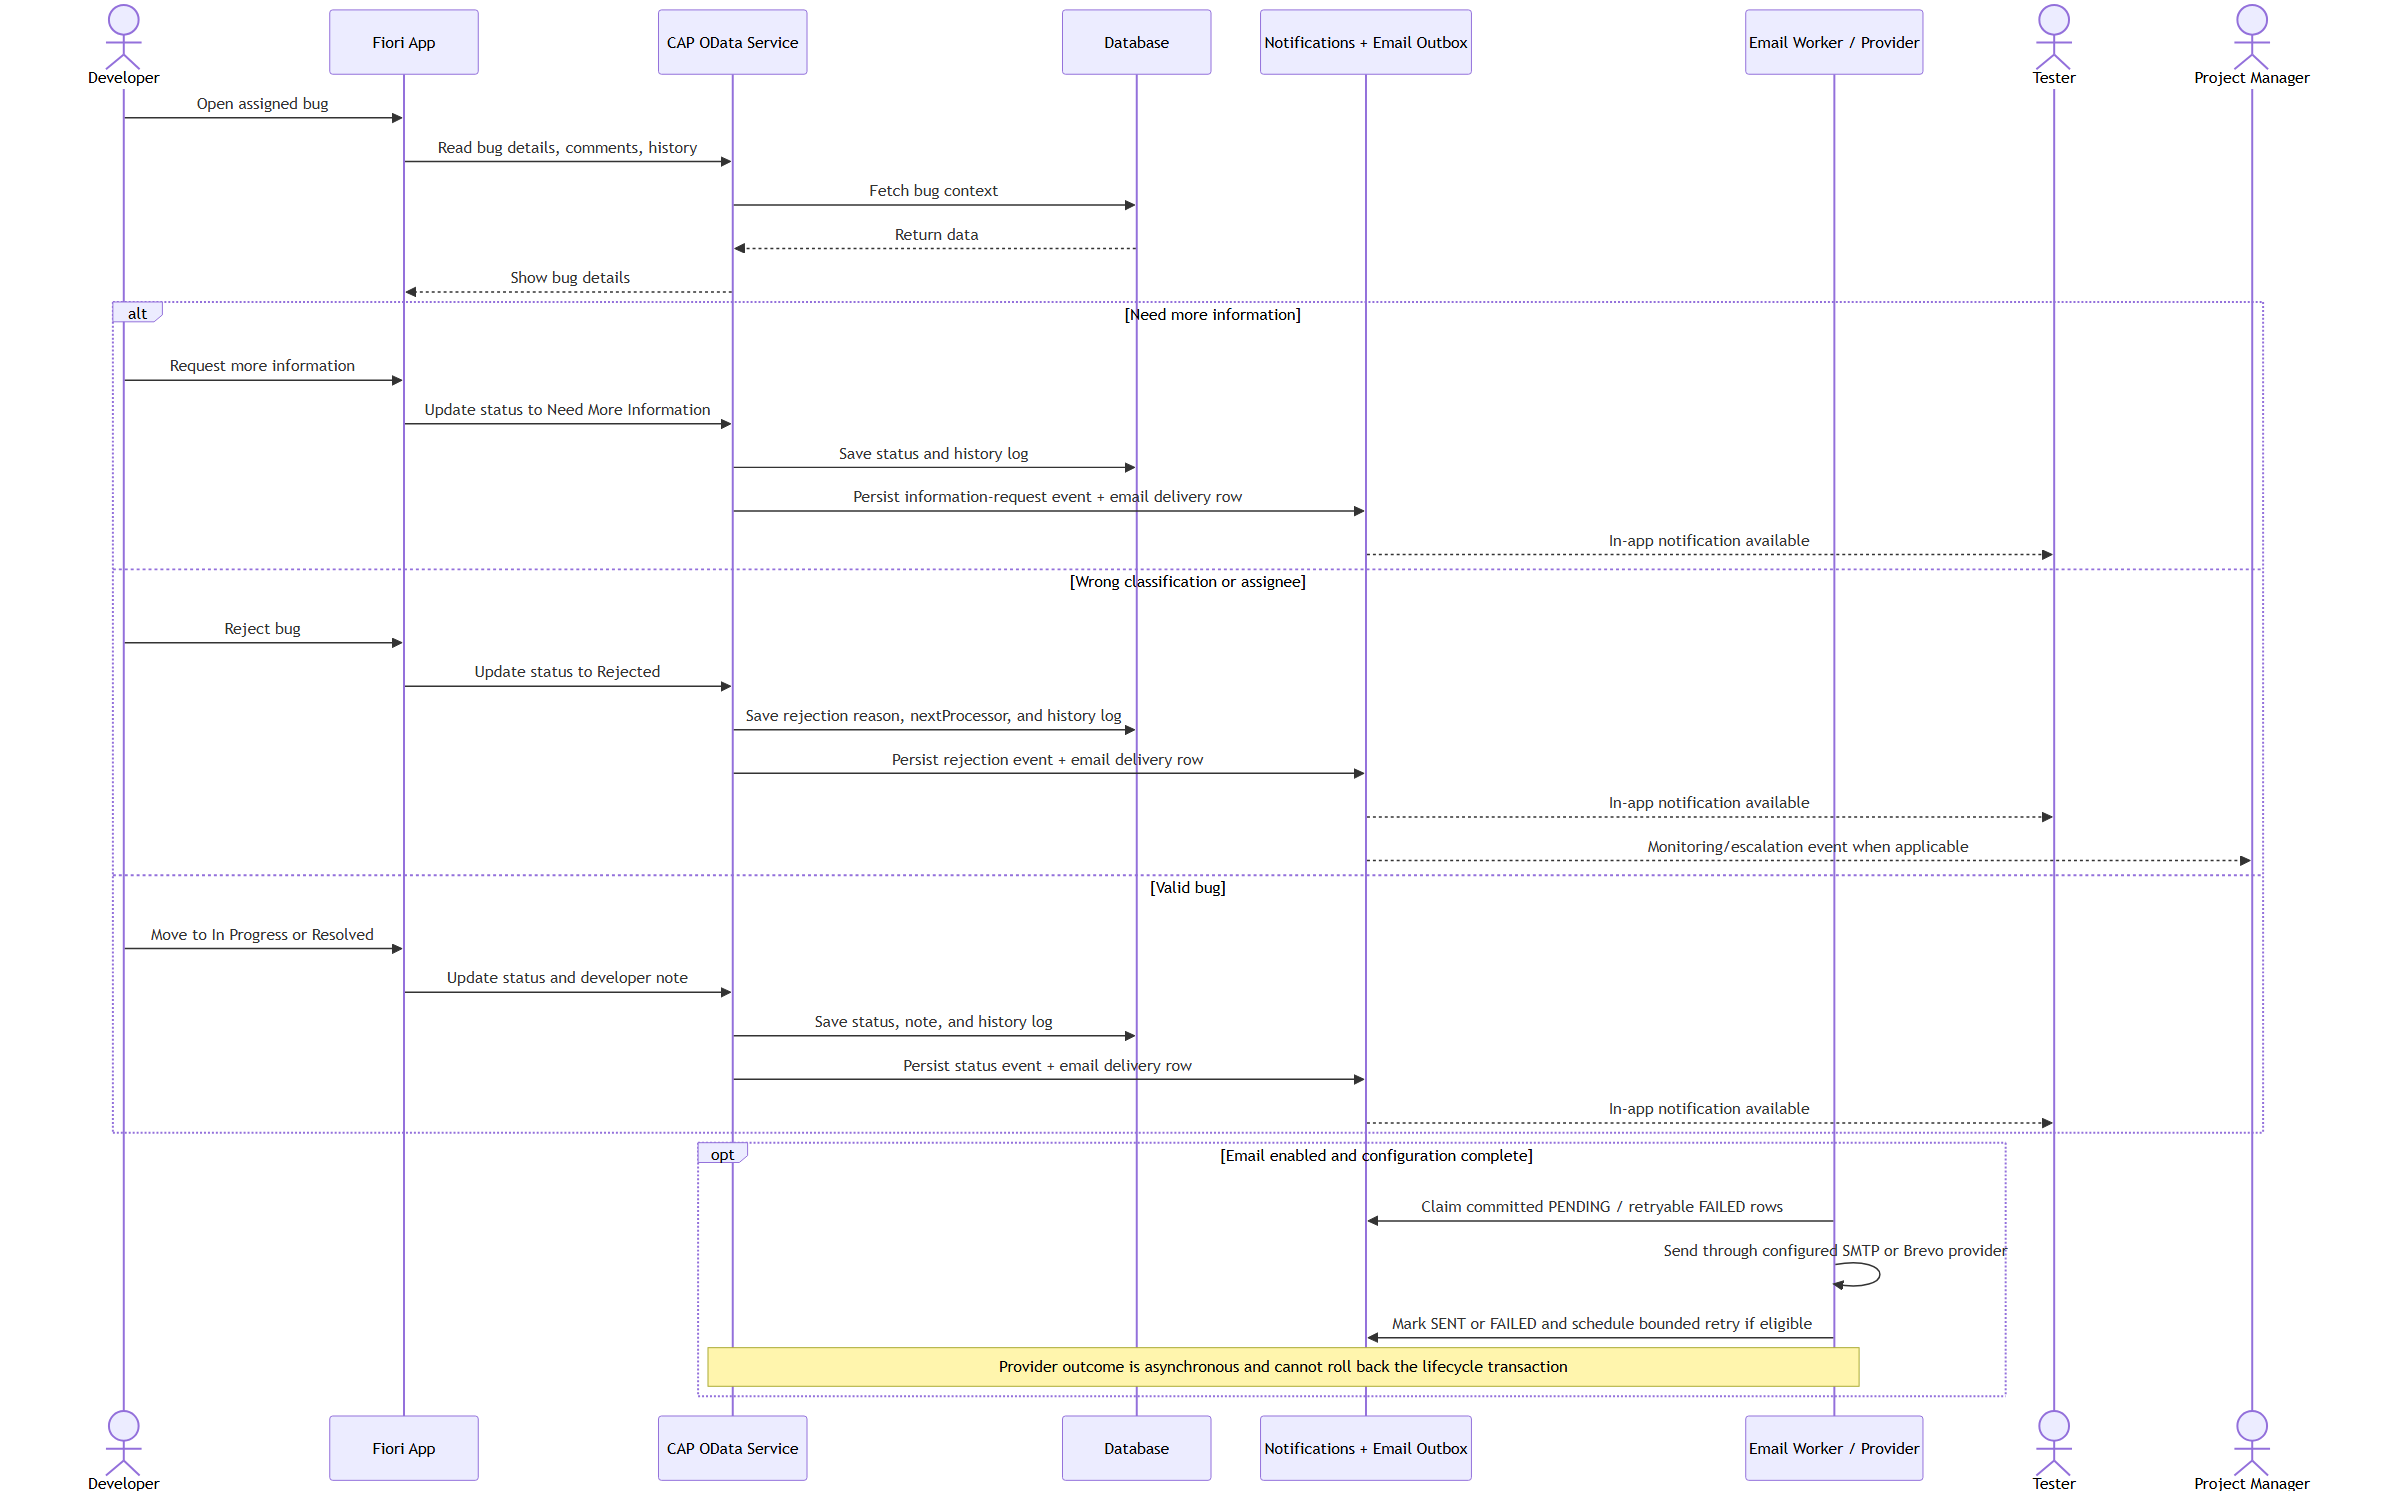 Developer
Fiori App
CAP OData Service
Database
Notifications + Email Outbox
Email Worker / Provider
Tester
Project Manager
Open assigned bug
Read bug details, comments, history
Fetch bug context
Return data
Show bug details
alt
[Need more information]
Request more information
Update status to Need More Information
Save status and history log
Persist information-request event + email delivery row
In-app notification available
[Wrong classification or assignee]
Reject bug
Update status to Rejected
Save rejection reason, nextProcessor, and history log
Persist rejection event + email delivery row
In-app notification available
Monitoring/escalation event when applicable
[Valid bug]
Move to In Progress or Resolved
Update status and developer note
Save status, note, and history log
Persist status event + email delivery row
In-app notification available
opt
[Email enabled and configuration complete]
Claim committed PENDING / retryable FAILED rows
Send through configured SMTP or Brevo provider
Mark SENT or FAILED and schedule bounded retry if eligible
Provider outcome is asynchronous and cannot roll back the lifecycle transaction
Developer
Fiori App
CAP OData Service
Database
Notifications + Email Outbox
Email Worker / Provider
Tester
Project Manager